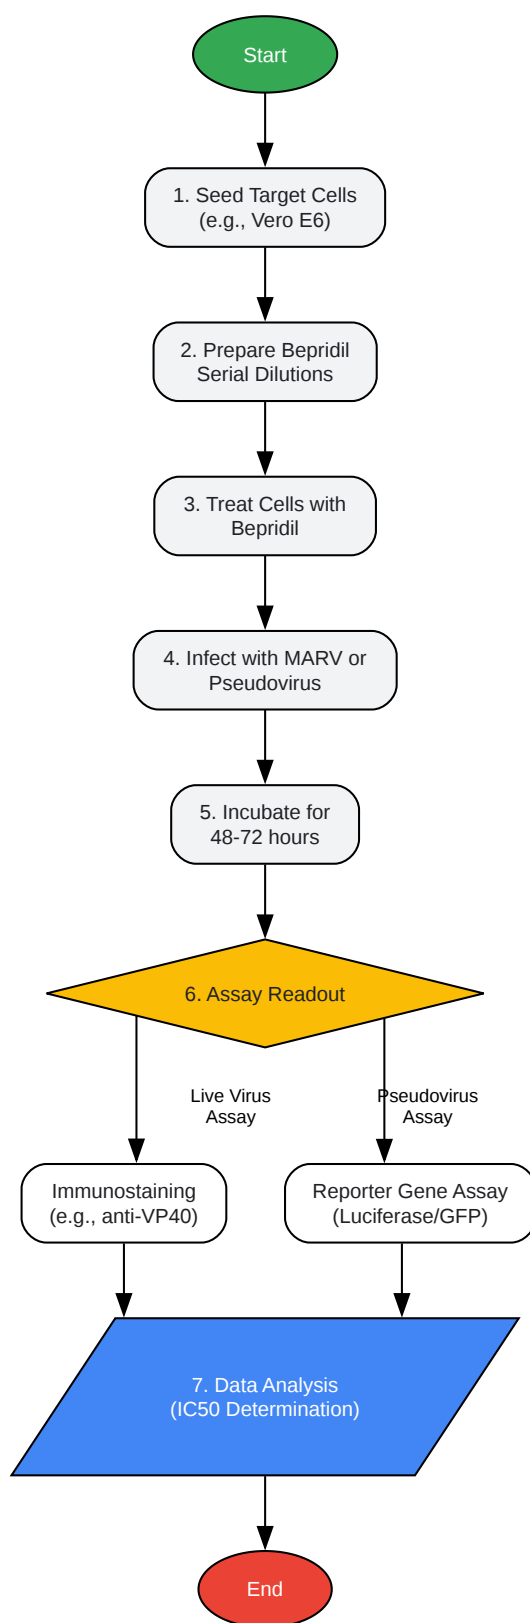 Start
1. Seed Target Cells
(e.g., Vero E6)
2. Prepare Bepridil
Serial Dilutions
3. Treat Cells with
Bepridil
4. Infect with MARV or
Pseudovirus
5. Incubate for
48-72 hours
6. Assay Readout
Live Virus
Assay
Pseudovirus
Assay
Immunostaining
(e.g., anti-VP40)
Reporter Gene Assay
(Luciferase/GFP)
7. Data Analysis
(IC50 Determination)
End